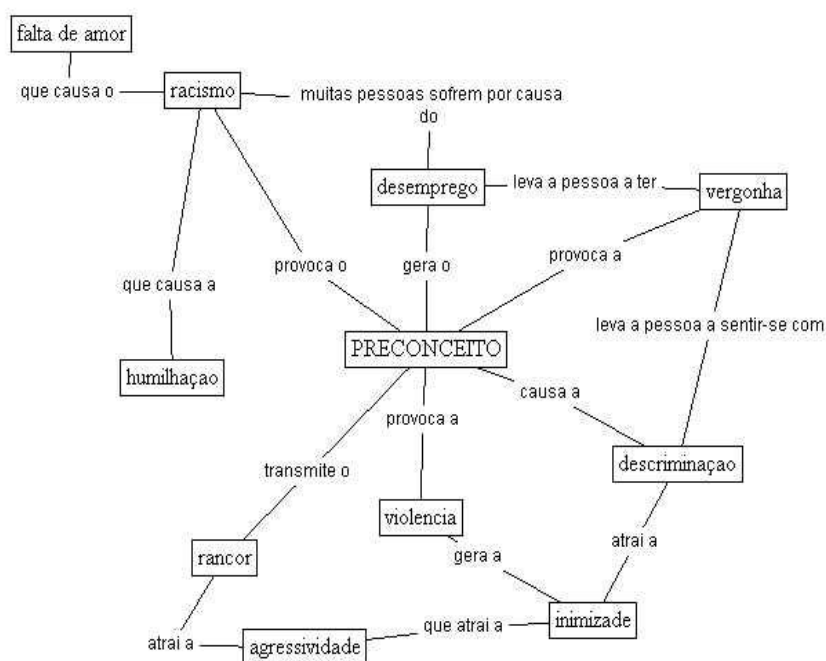 falta de amor
que causa o
racismo
muitas pessoas sofrem por causa
do
desemprego
leva a pessoa a ter
vergonha
provoca o
gera o
provoca a
que causa a
leva a pessoa a sentir-se com
PRECONCEITO
humilhaçao
causa a
provoca a
transmite o
descriminaçao
violencia
rancor
gera a
atrai a
inimizade
atrai a
agressividade
que atrai a